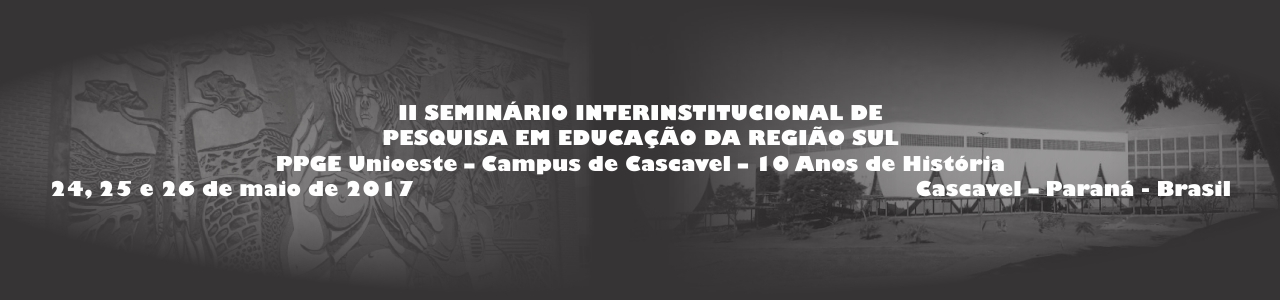 II SEMINÁRIO INTERINSTITUCIONAL DE
PESQUISA EM EDUCAÇÃO DA REGIÃO SUL
PPGE Unioeste – Campus de Cascavel – 10 Anos de História
24, 25 e 26 de maio de 2017 Cascavel – Paraná - Brasil